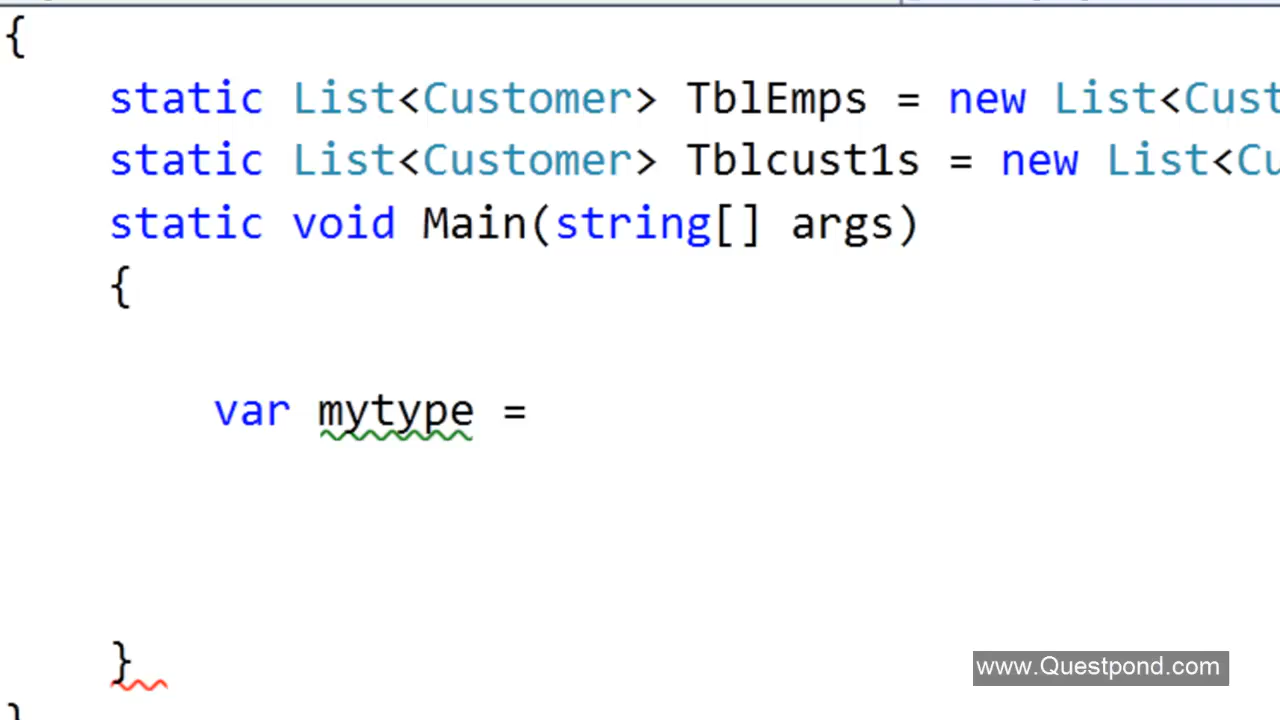 {
static List<Customer> TblEmps = new List<Cust
static List<Customer> Tblcust1s = new List<Cu
static void Main(string[] args)
{
var mytype =
}
www.Questpond.com
}